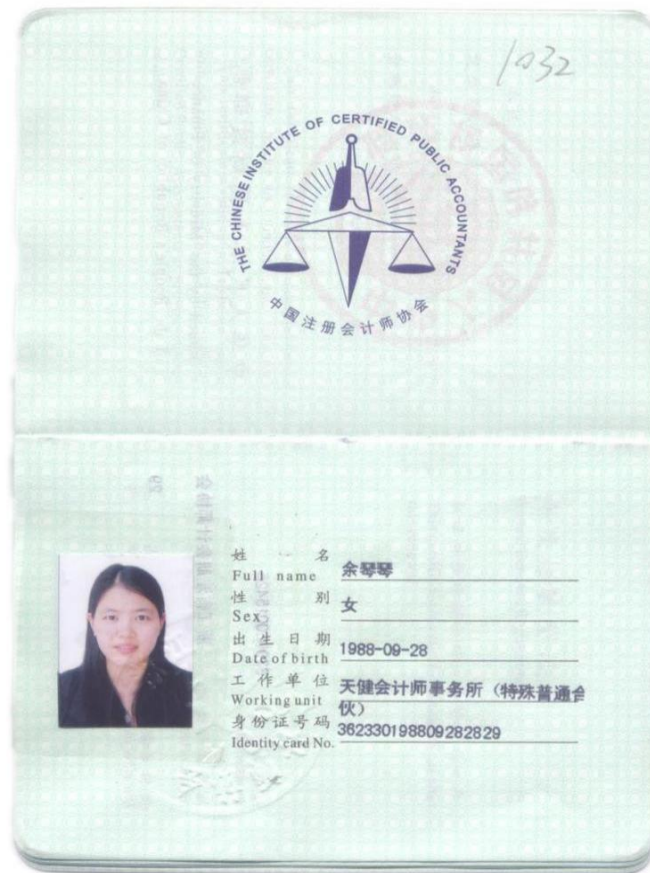 1032
THE CHINESE INSTITUTE OF CERTIFIED PUBLIC ACCOUNTANTS
中国注册会计师协会
姓 名 余琴琴
Full name
性 别 女
Sex
出生日期 1988-09-28
Date of birth
工作单位 天健会计师事务所（特殊普通合
Working unit 伙）
身份证号码 362330198809282829
Identity card No.